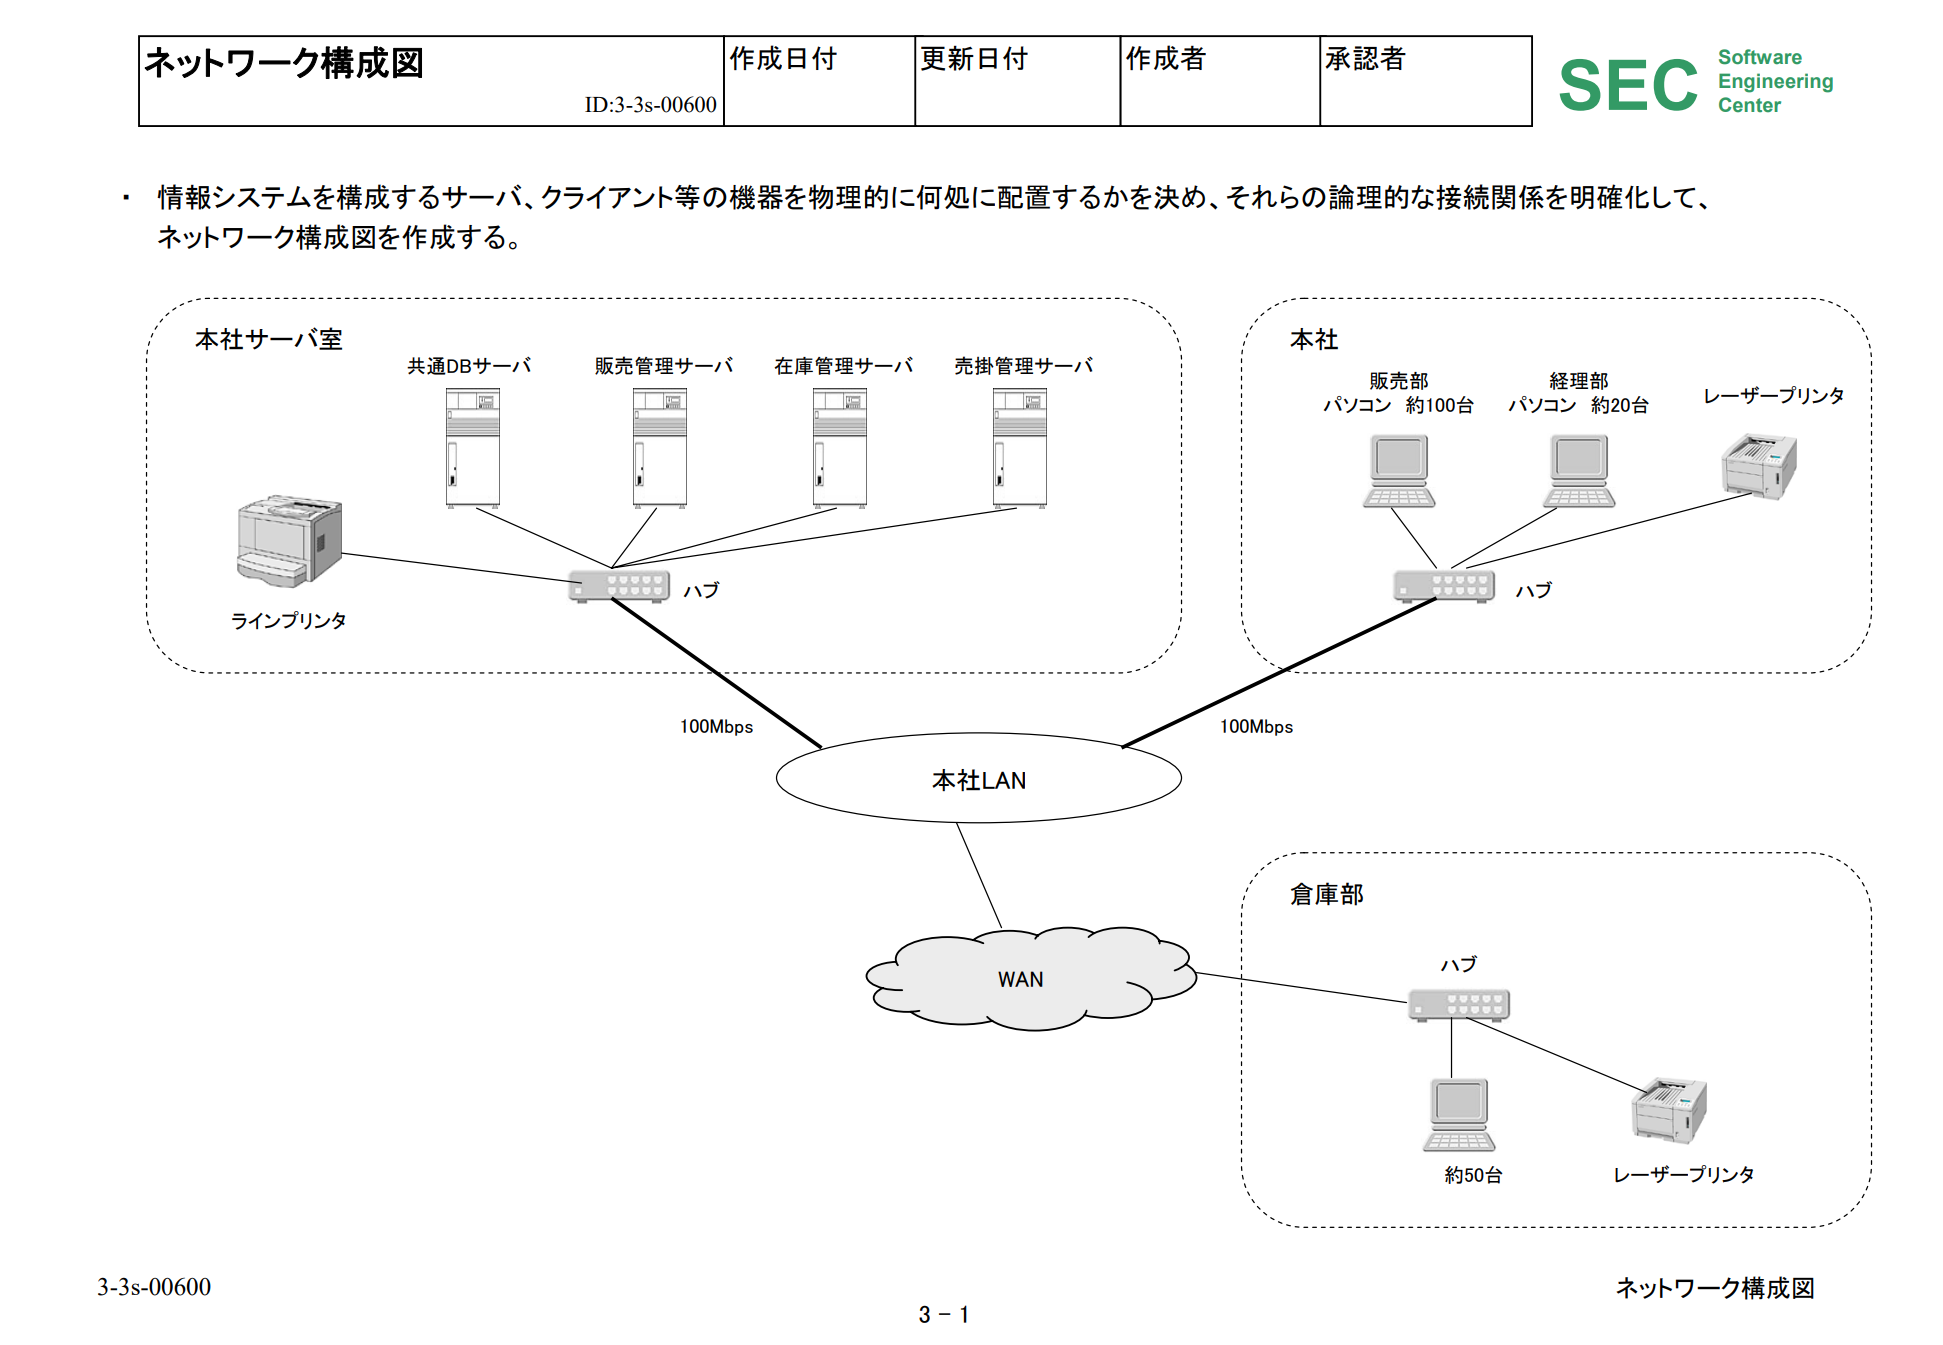 ネットワーク構成図
ID:3-3s-00600
作成日付
更新日付
作成者
承認者
SEC
Software
Engineering
Center
・ 情報システムを構成するサーバ、クライアント等の機器を物理的に何処に配置するかを決め、それらの論理的な接続関係を明確化して、
ネットワーク構成図を作成する。
本社サーバ室
共通DBサーバ
販売管理サーバ
在庫管理サーバ
売掛管理サーバ
ラインプリンタ
ハブ
本社
販売部
パソコン 約100台
経理部
パソコン 約20台
レーザープリンタ
ハブ
100Mbps
100Mbps
本社LAN
WAN
倉庫部
ハブ
約50台
レーザープリンタ
3-3s-00600
ネットワーク構成図
3 − 1